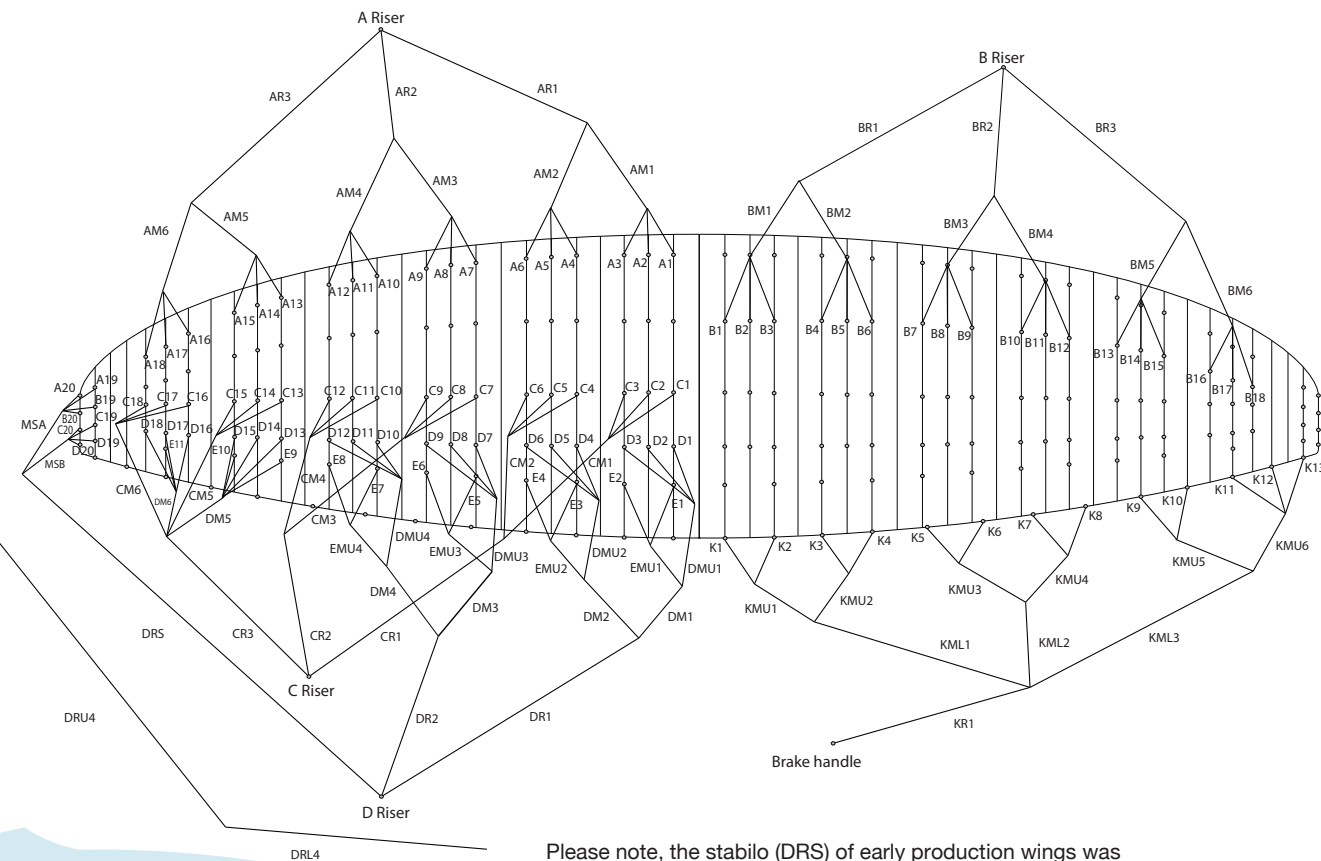 A Riser
B Riser
AR3
AR2
AR1
BR1
BR2
BR3
AM4
AM3
AM2
AM1
AM6
AM5
BM1
BM2
BM3
BM4
BM5
BM6
A20
A19
A18
A17
A16
A15
A14
A13
A12
A11
A10
A9
A8
A7
A6
A5
A4
A3
A2
A1
B1
B2
B3
B4
B5
B6
B7
B8
B9
B10
B11
B12
B13
B14
B15
B16
B17
B18
B19
B20
C20
C19
C18
C17
C16
C15
C14
C13
C12
C11
C10
C9
C8
C7
C6
C5
C4
C3
C2
C1
D20
D19
D18
D17
D16
D15
D14
D13
D12
D11
D10
D9
D8
D7
D6
D5
D4
D3
D2
D1
E11
E10
E9
E8
E7
E6
E5
E4
E3
E2
E1
MSA
MSB
CM6
DM6
CM5
DM5
CM4
CM3
CM2
CM1
EMU4
DMU4
EMU3
DMU3
EMU2
DMU2
EMU1
DMU1
DM4
DM3
DM2
DM1
K1
K2
K3
K4
K5
K6
K7
K8
K9
K10
K11
K12
K13
KMU1
KMU2
KMU3
KMU4
KMU5
KMU6
KML1
KML2
KML3
KR1
Brake handle
DRS
CR3
CR2
CR1
C Riser
DRU4
DR2
DR1
D Riser
DRL4
Please note, the stabilo (DRS) of early production wings was